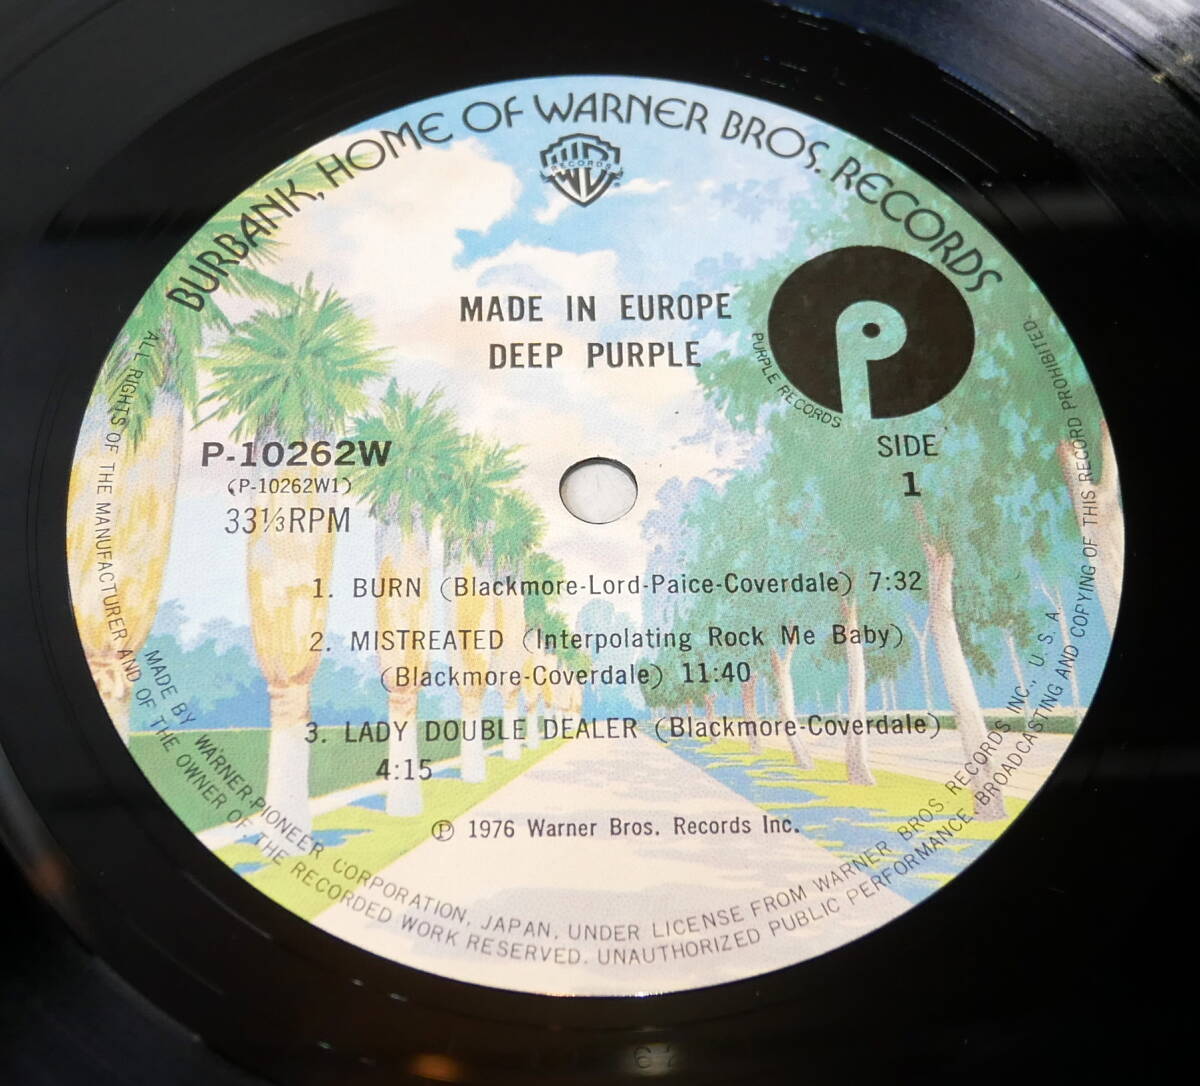 BURBANK, HOME OF WARNER BROS. RECORDS
RECORDS
MADE IN EUROPE
DEEP PURPLE
PURPLE RECORDS
P-10262W
(P-10262W1)
33⅓RPM
SIDE
1
1. BURN (Blackmore-Lord-Paice-Coverdale) 7:32
2. MISTREATED (Interpolating Rock Me Baby)
(Blackmore-Coverdale) 11:40
3. LADY DOUBLE DEALER (Blackmore-Coverdale)
4:15
Ⓟ 1976 Warner Bros. Records Inc.
MADE BY WARNER-PIONEER CORPORATION, JAPAN, UNDER LICENSE FROM WARNER BROS RECORDS INC., U.S.A.
ALL RIGHTS OF THE MANUFACTURER AND OF THE OWNER OF THE RECORDED WORK RESERVED. UNAUTHORIZED PUBLIC PERFORMANCE. BROADCASTING AND COPYING OF THIS RECORD PROHIBITED.